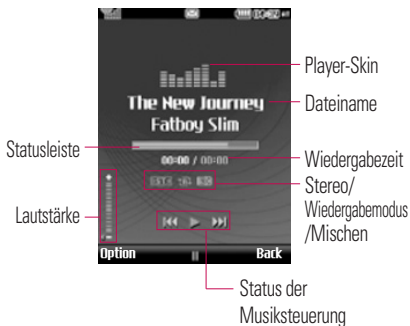 Player-Skin
The New Journey
Dateiname
Fatboy Slim
Statusleiste
00:00 / 00:00
Wiedergabezeit
Stereo/
Wiedergabemodus
/Mischen
Lautstärke
Option
Back
Status der
Musiksteuerung